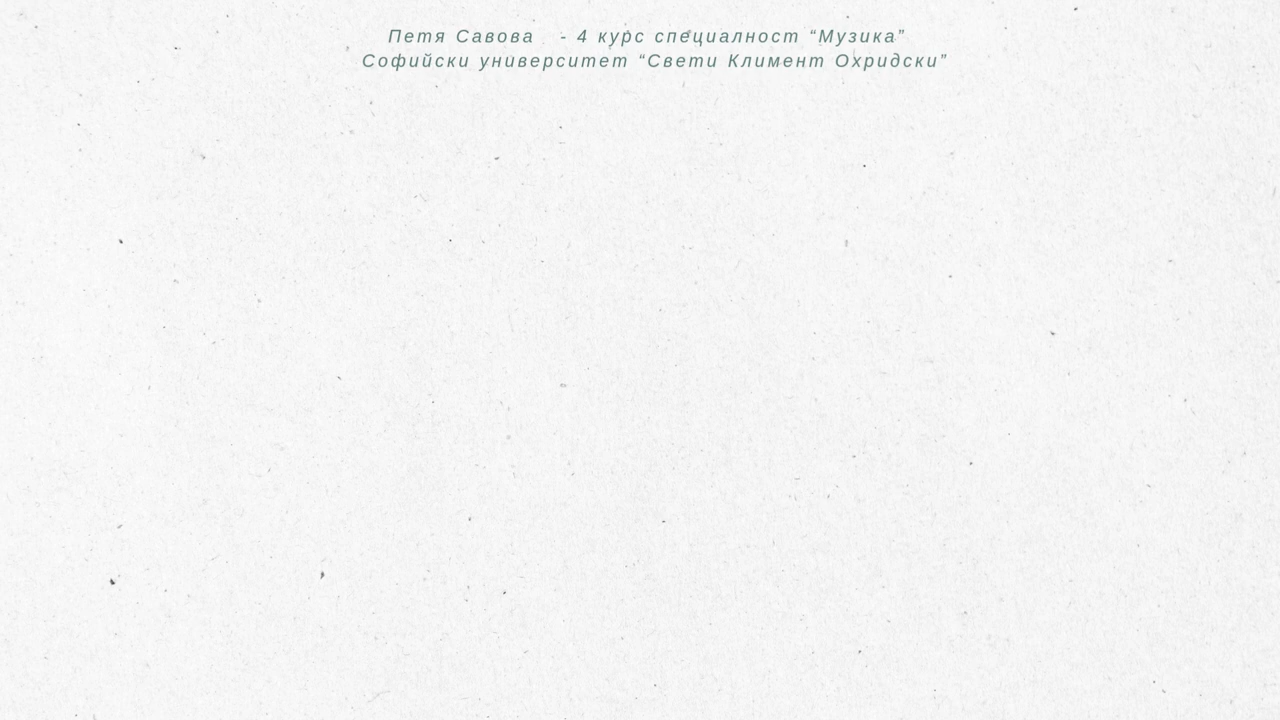 Петя Савова - 4 курс специалност “Музика”
Софийски университет “Свети Климент Охридски”